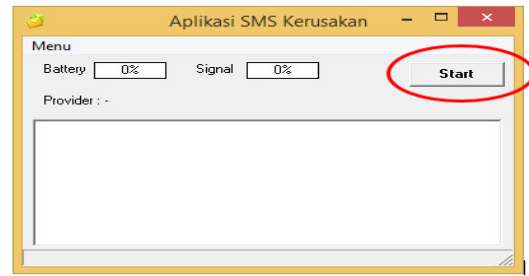 Aplikasi SMS Kerusakan
Menu
Battery 0% Signal 0% Start
Provider : -